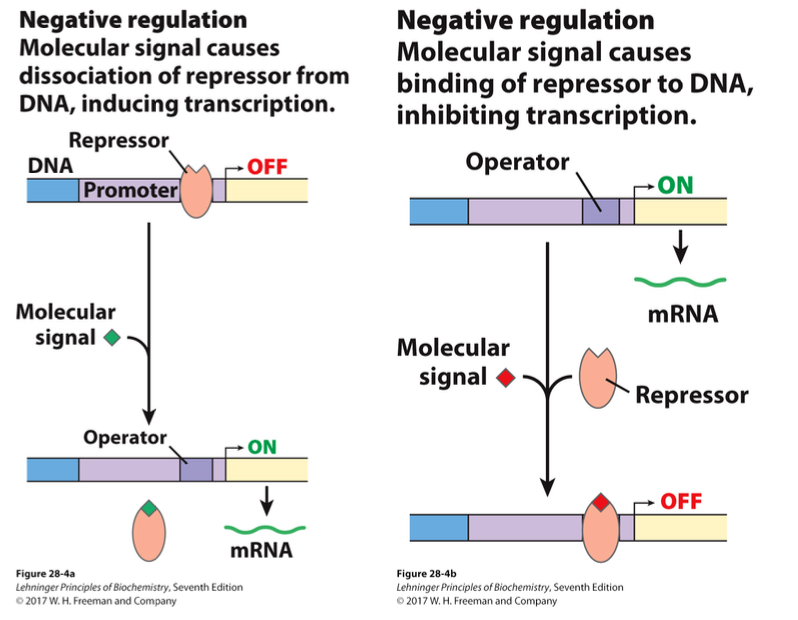 Negative regulation
Molecular signal causes
dissociation of repressor from
DNA, inducing transcription.
Repressor
DNA
OFF
Promoter
Molecular
signal
Operator
ON
mRNA
Figure 28-4a
Lehninger Principles of Biochemistry, Seventh Edition
© 2017 W. H. Freeman and Company
Negative regulation
Molecular signal causes
binding of repressor to DNA,
inhibiting transcription.
Operator
ON
mRNA
Molecular
signal
Repressor
OFF
Figure 28-4b
Lehninger Principles of Biochemistry, Seventh Edition
© 2017 W. H. Freeman and Company